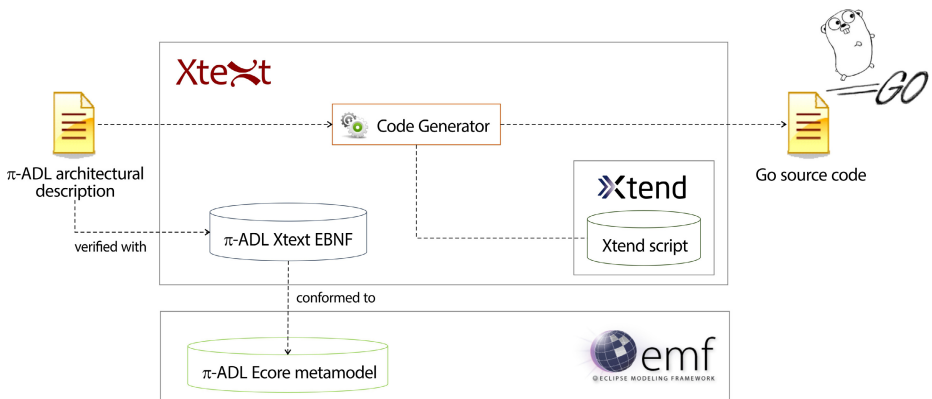 GO
Xtext
Code Generator
π-ADL architectural
description
Go source code
Xtend
verified with
π-ADL Xtext EBNF
Xtend script
conformed to
π-ADL Ecore metamodel
emf
ECLIPSE MODELING FRAMEWORK